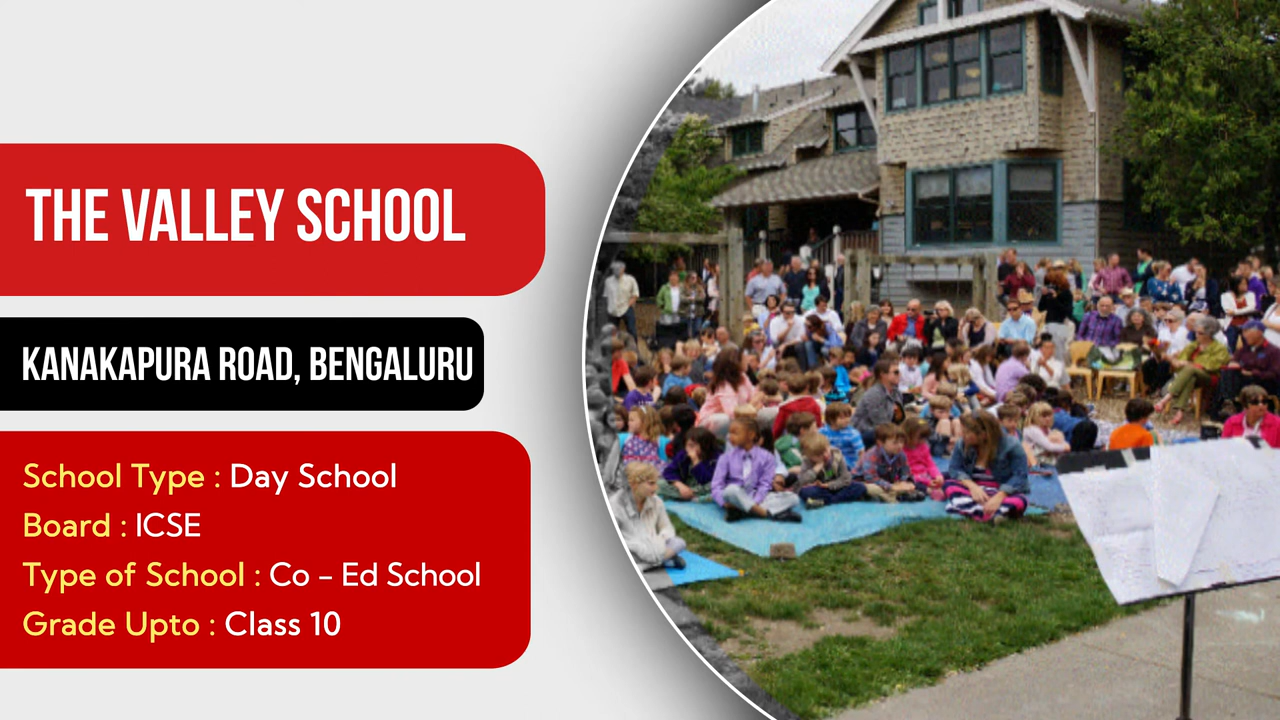 THE VALLEY SCHOOL
KANAKAPURA ROAD, BENGALURU
School Type : Day School
Board : ICSE
Type of School : Co - Ed School
Grade Upto : Class 10